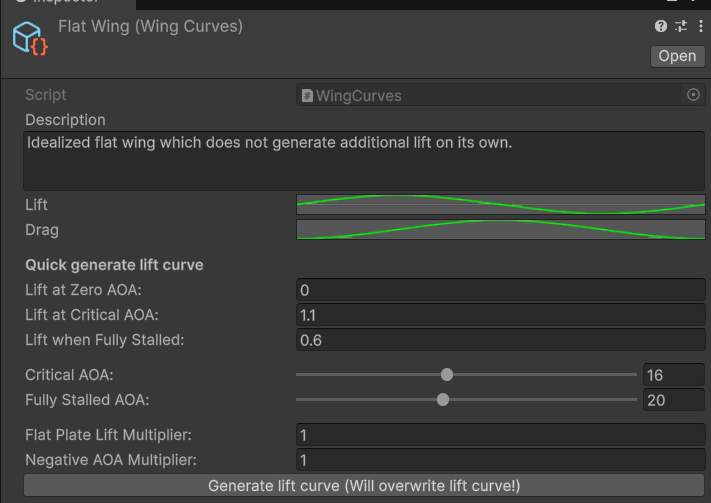 Inspector
Flat Wing (Wing Curves)
Open
Script
WingCurves
Description
Idealized flat wing which does not generate additional lift on its own.
Lift
Drag
Quick generate lift curve
Lift at Zero AOA:
0
Lift at Critical AOA:
1.1
Lift when Fully Stalled:
0.6
Critical AOA:
16
Fully Stalled AOA:
20
Flat Plate Lift Multiplier:
1
Negative AOA Multiplier:
1
Generate lift curve (Will overwrite lift curve!)